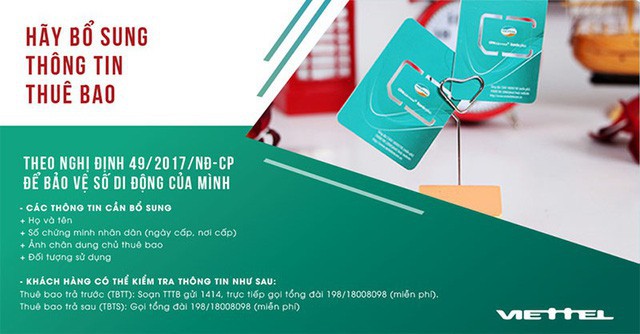 HÃY BỔ SUNG
THÔNG TIN
THUÊ BAO
THEO NGHỊ ĐỊNH 49/2017/NĐ-CP
ĐỂ BẢO VỆ SỐ DI ĐỘNG CỦA MÌNH
- CÁC THÔNG TIN CẦN BỔ SUNG
+ Họ và tên
+ Số chứng minh nhân dân (ngày cấp, nơi cấp)
+ Ảnh chân dung chủ thuê bao
+ Đối tượng sử dụng
- KHÁCH HÀNG CÓ THỂ KIỂM TRA THÔNG TIN NHƯ SAU:
Thuê bao trả trước (TBTT): Soạn TTTB gửi 1414, trực tiếp gọi tổng đài 198/18008098 (miễn phí).
Thuê bao trả sau (TBTS): Gọi tổng đài 198/18008098 (miễn phí)
VIETTEL